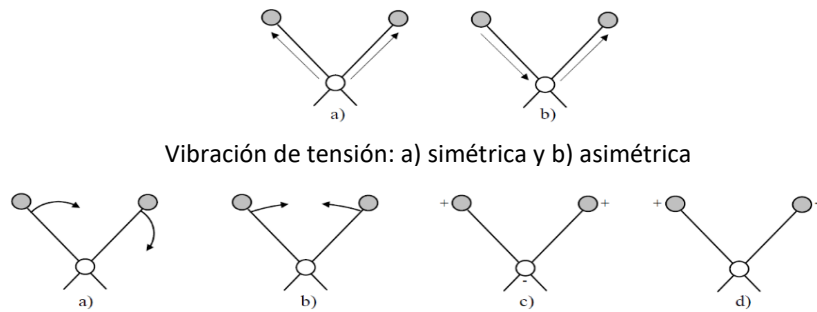 a) b)
Vibración de tensión: a) simétrica y b) asimétrica
+ + + -
-
a) b) c) d)